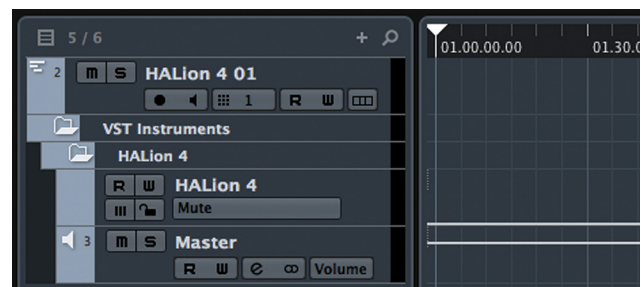 5 / 6 +
01.00.00.00 01:30.0
2 m S HALion 4 01
1 R W
VST Instruments
HALion 4
R W HALion 4
Mute
3 m S Master
R W e Volume